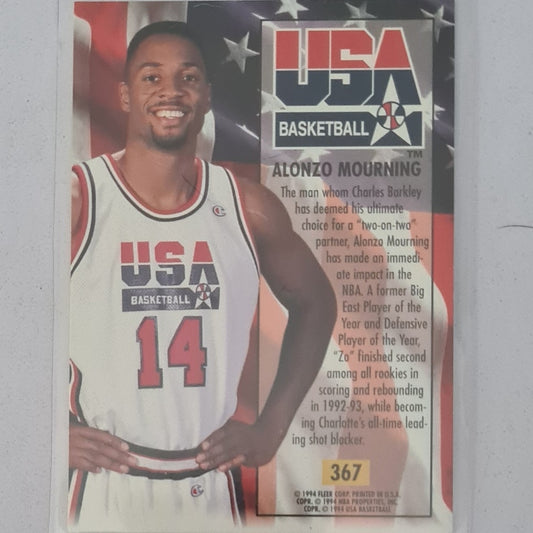 USA
BASKETBALL
TM
ALONZO MOURNING
The man whom Charles Barkley
has deemed his ultimate
choice for a "two-on-two"
partner, Alonzo Mourning
has made an immedi-
ate impact in the
NBA. A former Big
East Player of the
Year and Defensive
Player of the Year,
"Zo" finished second
among all rookies in
scoring and rebounding
in 1992-93, while becom-
ing Charlotte's all-time lead-
ing shot blocker.
367
© 1994 FLEER CORP. PRINTED IN U.S.A.
COPR. © 1994 NBA PROPERTIES, INC.
COPR. © 1994 USA BASKETBALL
C
USA
BASKETBALL
14
C